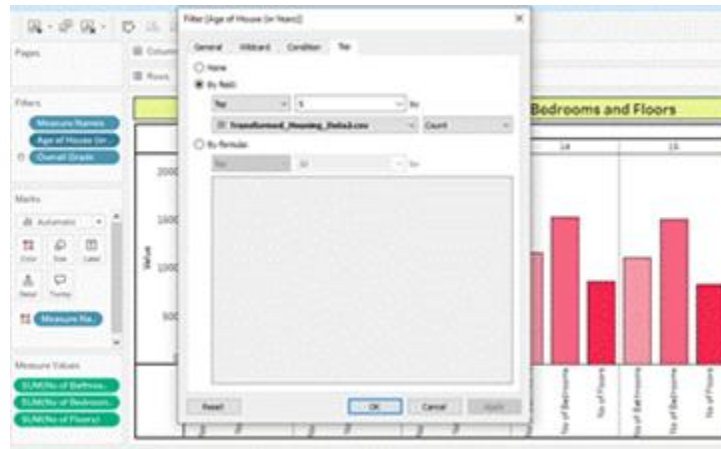 Filter [Age of House (in Years)]
Pages
General Wildcard Condition Top
None
By field:
Top 5 by
Transformed_Housing_Data2.csv Count
By formula:
Top 10 by
Reset OK Cancel Apply
Rows
Filters
Measure Names
Age of House (in
Overall Grade
Marks
Automatic
Color Size Label
Detail Tooltip
Measure Na..
Measure Values
SUM(No of Bathroo..
SUM(No of Bedroom..
SUM(No of Floors)
Bedrooms and Floors
14 15
Value
No of Bedrooms
No of Floors
No of Bathrooms
No of Bedrooms
No of Floors